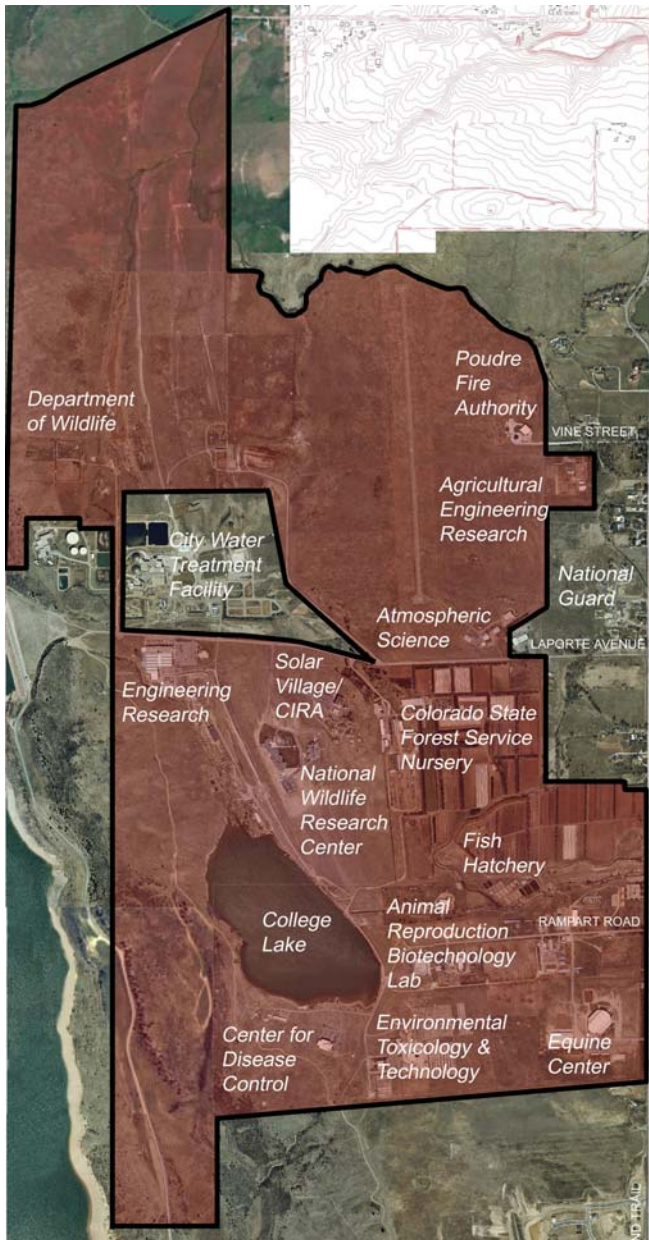 Poudre
Fire
Authority
Department
of Wildlife
VINE STREET
Agricultural
Engineering
Research
City Water
Treatment
Facility
National
Guard
Atmospheric
Science
LAPORTE AVENUE
Solar
Village/
CIRA
Engineering
Research
Colorado State
Forest Service
Nursery
National
Wildlife
Research
Center
Fish
Hatchery
Animal
Reproduction
Biotechnology
Lab
College
Lake
RAMPART ROAD
Center for
Disease
Control
Environmental
Toxicology &
Technology
Equine
Center
ND TRAIL